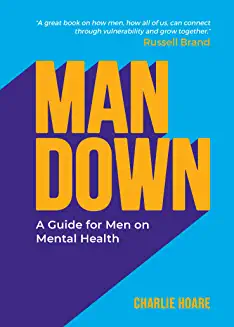 "A great book on how men, how all of us, can connect
through vulnerability and grow together."
Russell Brand
MAN
DOWN
A Guide for Men on
Mental Health
CHARLIE HOARE